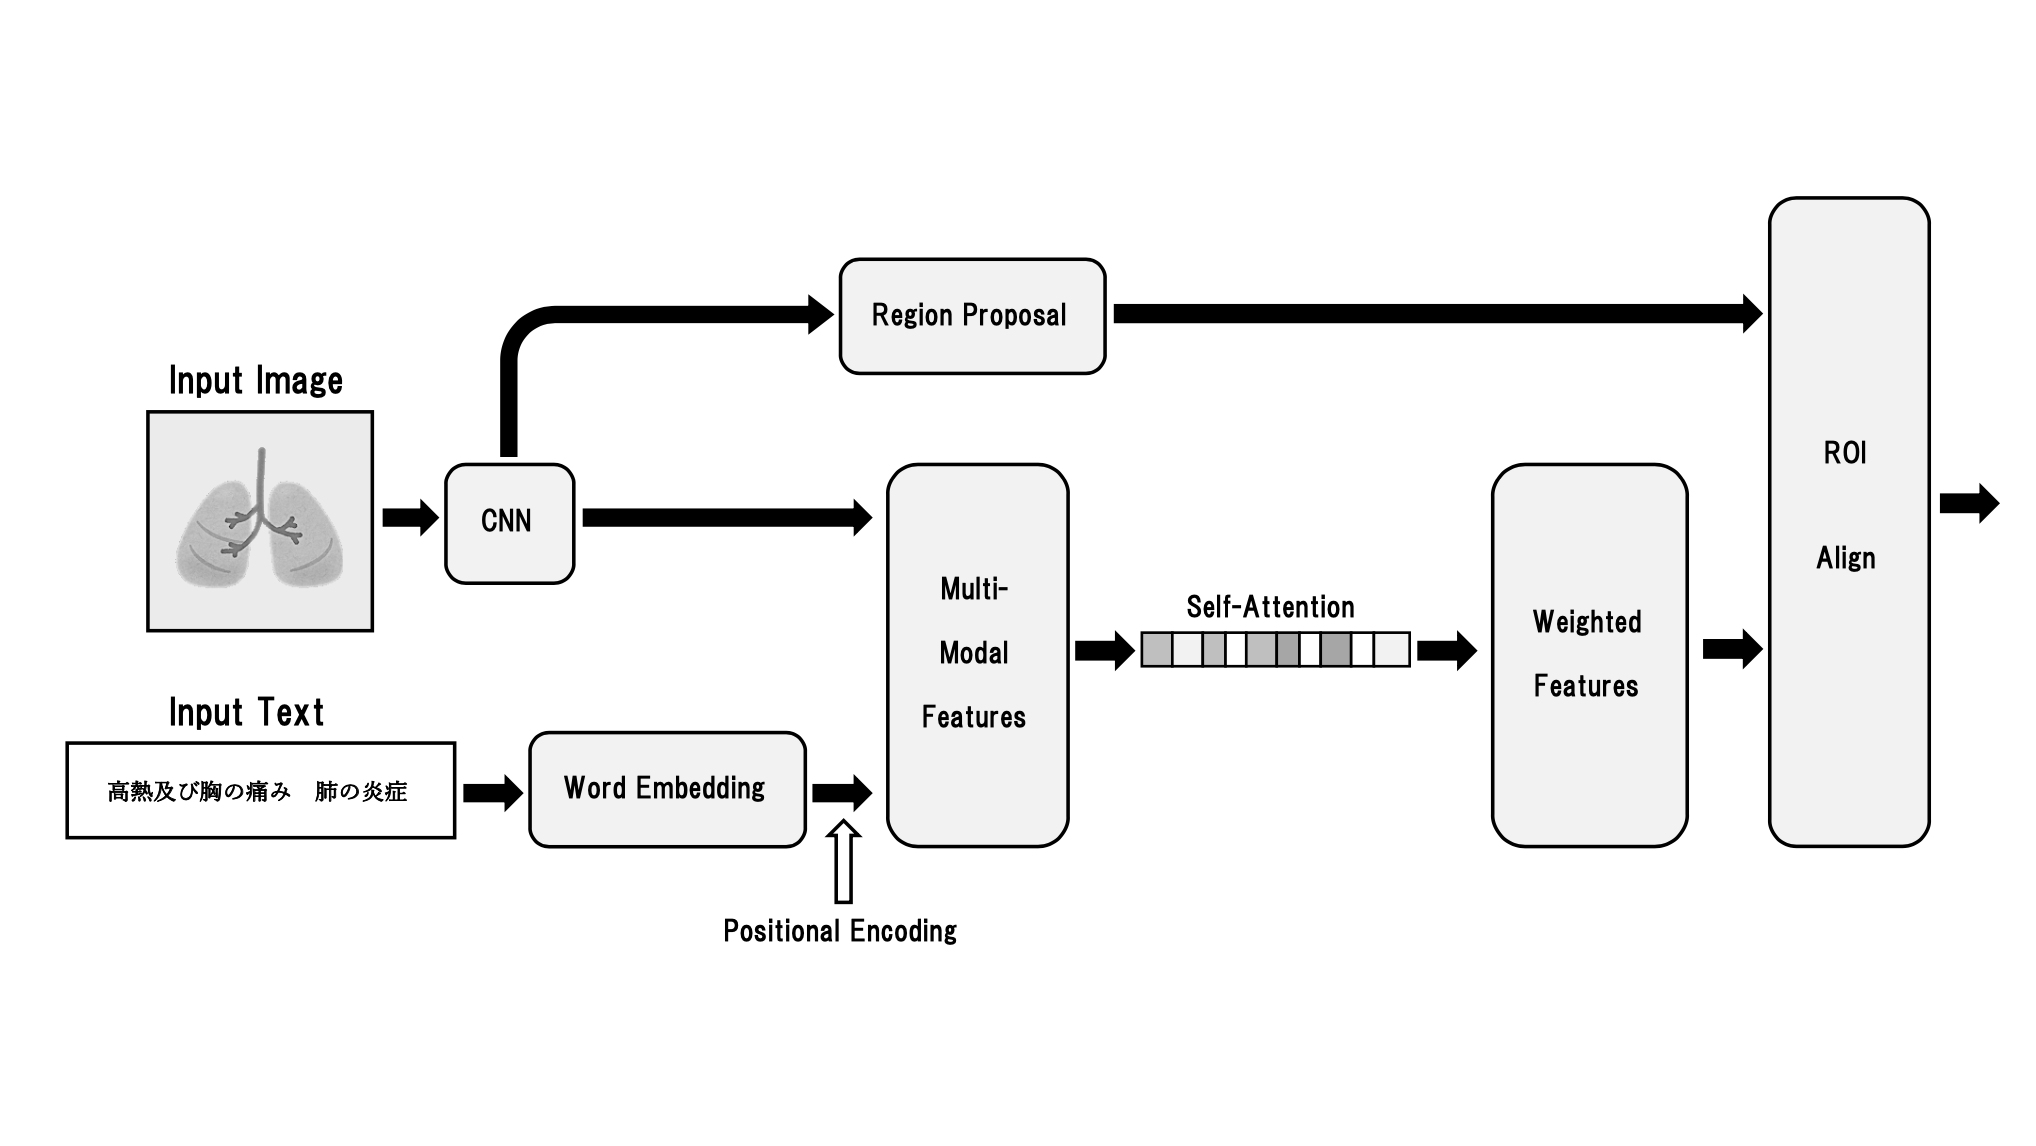 Input Image
CNN
Region Proposal
Input Text
高熱及び胸の痛み　肺の炎症
Word Embedding
Positional Encoding
Multi-
Modal
Features
Self-Attention
Weighted
Features
ROI
Align